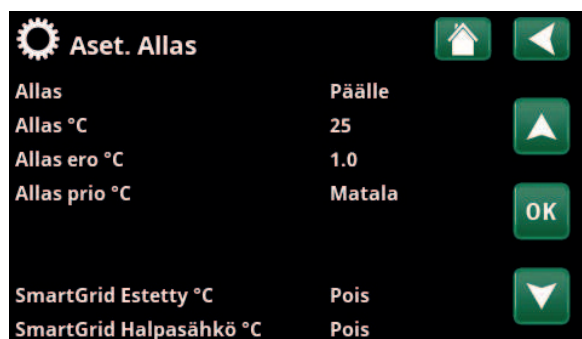 Aset. Allas
Allas Päälle
Allas °C 25
Allas ero °C 1.0
Allas prio °C Matala
OK
SmartGrid Estetty °C Pois
SmartGrid Halpasähkö °C Pois